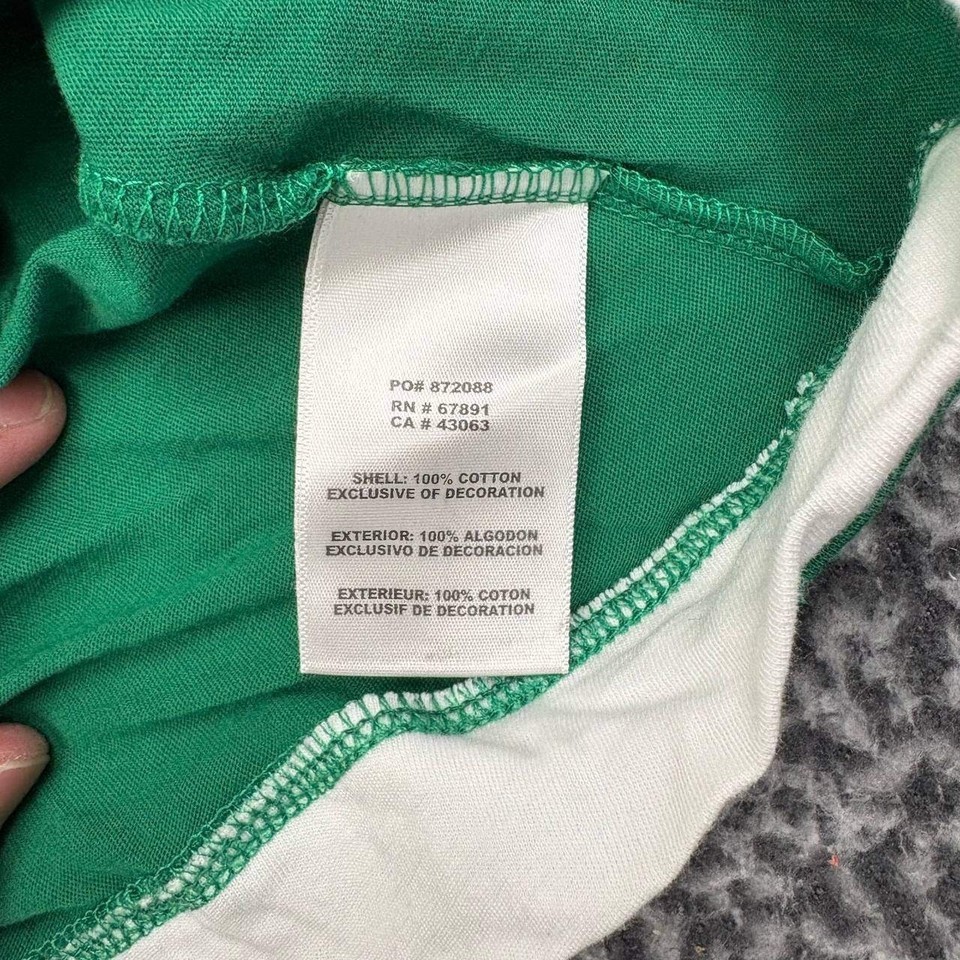 PO# 872088
RN # 67891
CA # 43063
SHELL: 100% COTTON
EXCLUSIVE OF DECORATION
EXTERIOR: 100% ALGODON
EXCLUSIVO DE DECORACION
EXTERIEUR: 100% COTON
EXCLUSIF DE DECORATION